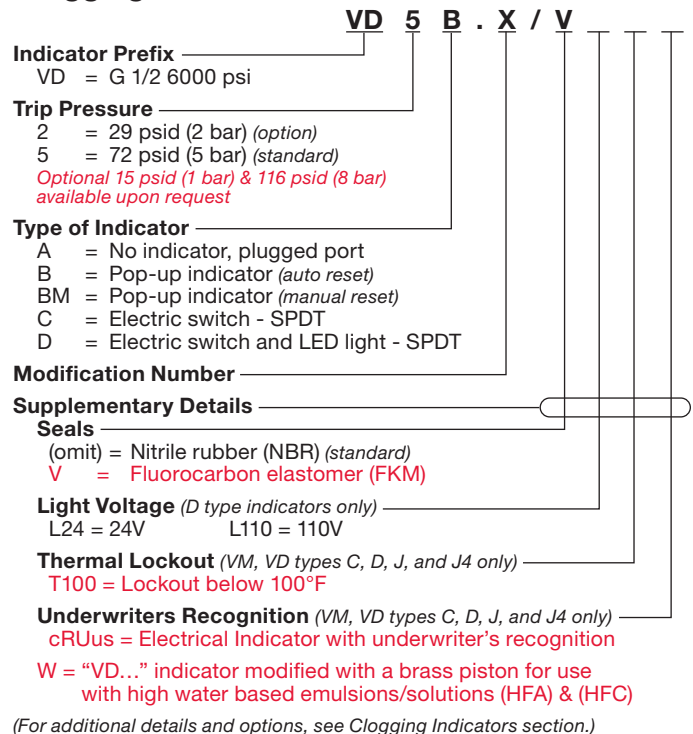 VD 5 B . X / V _ _ _
Indicator Prefix
VD = G 1/2 6000 psi
Trip Pressure
2 = 29 psid (2 bar) (option)
5 = 72 psid (5 bar) (standard)
Optional 15 psid (1 bar) & 116 psid (8 bar)
available upon request
Type of Indicator
A = No indicator, plugged port
B = Pop-up indicator (auto reset)
BM = Pop-up indicator (manual reset)
C = Electric switch - SPDT
D = Electric switch and LED light - SPDT
Modification Number
Supplementary Details
Seals
(omit) = Nitrile rubber (NBR) (standard)
V = Fluorocarbon elastomer (FKM)
Light Voltage (D type indicators only)
L24 = 24V L110 = 110V
Thermal Lockout (VM, VD types C, D, J, and J4 only)
T100 = Lockout below 100°F
Underwriters Recognition (VM, VD types C, D, J, and J4 only)
cRUus = Electrical Indicator with underwriter's recognition
W = "VD..." indicator modified with a brass piston for use
with high water based emulsions/solutions (HFA) & (HFC)
(For additional details and options, see Clogging Indicators section.)